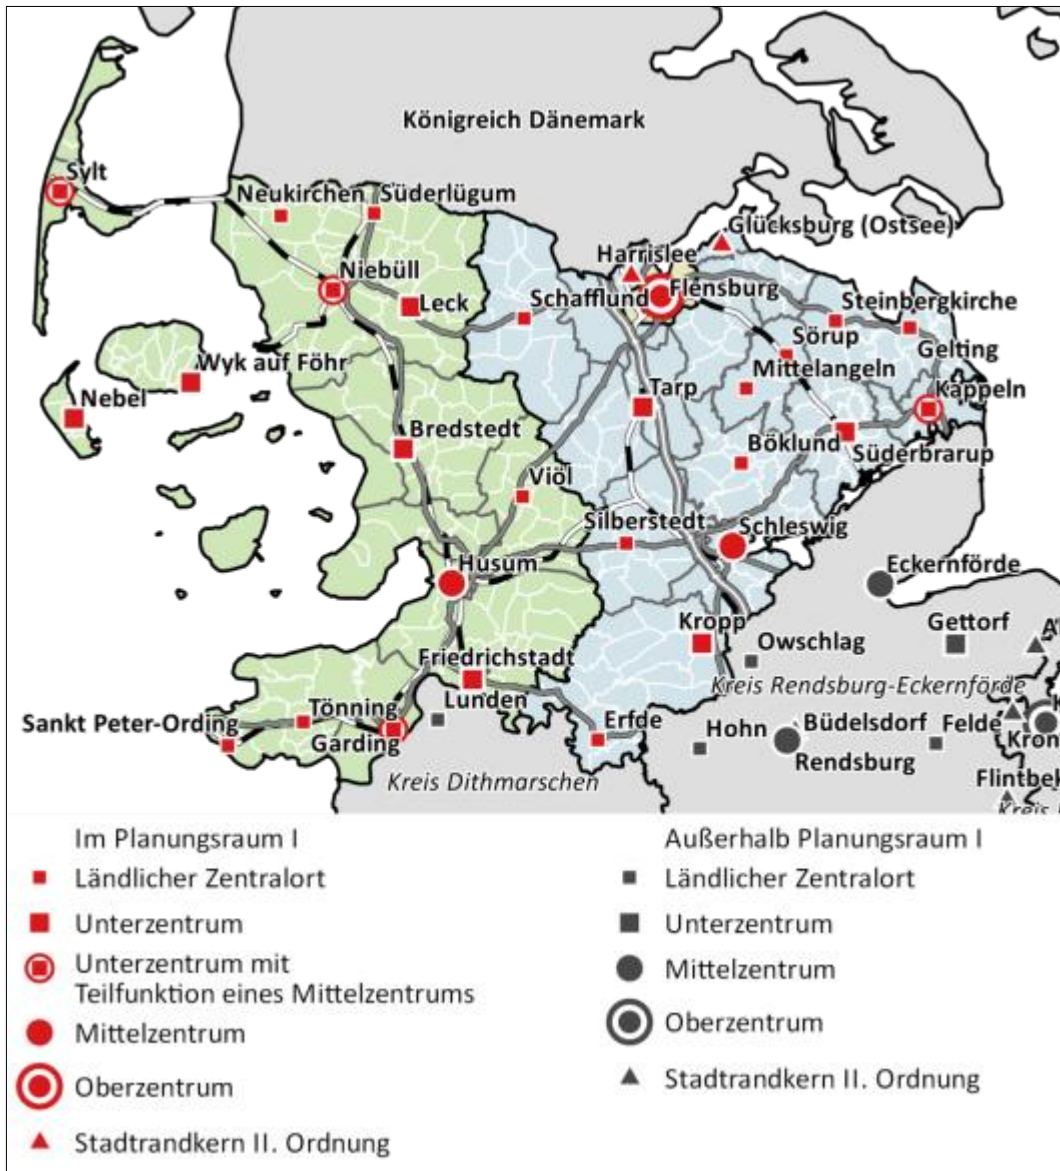 Königreich Dänemark
Sylt
Neukirchen
Süderlügum
Glücksburg (Ostsee)
Harrislee
Niebüll
Flensburg
Leck
Schafflund
Steinbergkirche
Sörup
Gelting
Wyk auf Föhr
Mittelangeln
Nebel
Tarp
Kappeln
Bredstedt
Böklund
Süderbrarup
Viöl
Silberstedt
Schleswig
Husum
Eckernförde
Kropp
Gettorf
Owschlag
Friedrichstadt
Kreis Rendsburg-Eckernförde
Lunden
Tönning
Sankt Peter-Ording
Garding
Erfde
Hohn
Büdelsdorf
Felde
Rendsburg
Kron
Kreis Dithmarschen
Flintbek
Im Planungsraum I
Ländlicher Zentralort
Unterzentrum
Unterzentrum mit
Teilfunktion eines Mittelzentrums
Mittelzentrum
Oberzentrum
Stadtrandkern II. Ordnung
Außerhalb Planungsraum I
Ländlicher Zentralort
Unterzentrum
Mittelzentrum
Oberzentrum
Stadtrandkern II. Ordnung